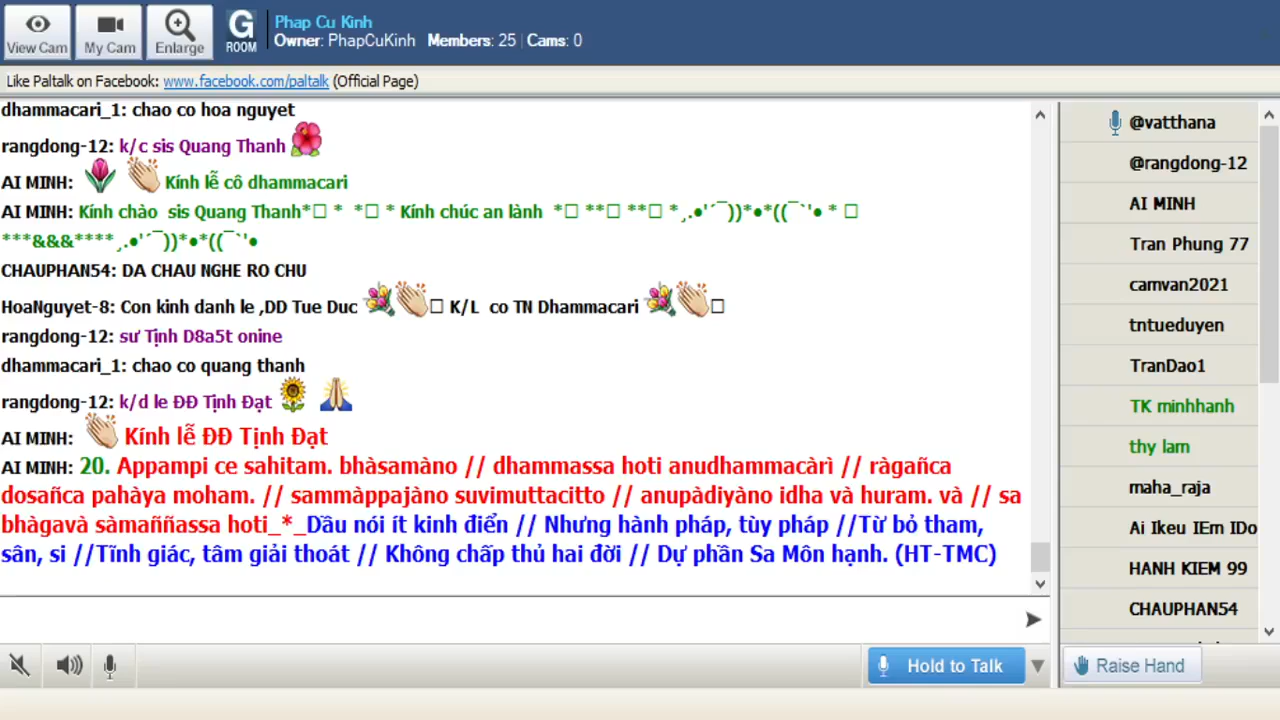 Phap Cu Kinh
View Cam My Cam Enlarge G ROOM Owner: PhapCuKinh Members: 25 | Cams: 0
Like Paltalk on Facebook: www.facebook.com/paltalk (Official Page)
dhammacari_1: chao co hoa nguyet
rangdong-12: k/c sis Quang Thanh
AI MINH: Kính lễ cô dhammacari
AI MINH: Kính chào sis Quang Thanh*□ * *□ * Kính chúc an lành *□ **□ **□ *¸.●'´¯))*●*((¯`'● * □
***&&&****¸.●'´¯))*●*((¯`'●
CHAUPHAN54: DA CHAU NGHE RO CHU
HoaNguyet-8: Con kinh danh le ,DD Tue Duc □ K/L co TN Dhammacari □
rangdong-12: sư Tịnh D8a5t onine
dhammacari_1: chao co quang thanh
rangdong-12: k/d le ĐĐ Tịnh Đạt
AI MINH: Kính lễ ĐĐ Tịnh Đạt
AI MINH: 20. Appampi ce sahitam. bhàsamàno // dhammassa hoti anudhammacàrì // ràgañca
dosañca pahàya moham. // sammàppajàno suvimuttacitto // anupàdiyàno idha và huram. và // sa
bhàgavà sàmaññassa hoti_*_Dầu nói ít kinh điển // Nhưng hành pháp, tùy pháp //Từ bỏ tham,
sân, si //Tĩnh giác, tâm giải thoát // Không chấp thủ hai đời // Dự phần Sa Môn hạnh. (HT-TMC)
@vatthana
@rangdong-12
AI MINH
Tran Phung 77
camvan2021
tntueduyen
TranDao1
TK minhhanh
thy lam
maha_raja
Ai Ikeu IEm IDo
HANH KIEM 99
CHAUPHAN54
Hold to Talk
Raise Hand